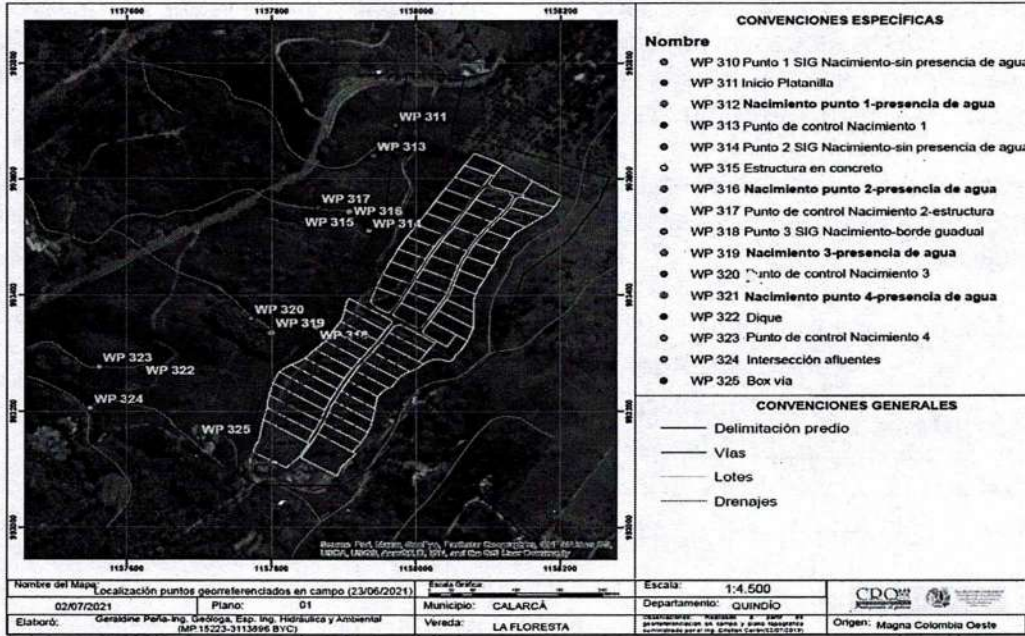 1157600 1157800 1158000 1158200
WP 311
WP 313
WP 317
WP 316
WP 315
WP 314
WP 320
WP 319
WP 318
WP 323
WP 322
WP 324
WP 325
1157600 1157800 1158000 1158200
CONVENCIONES ESPECÍFICAS
Nombre
WP 310 Punto 1 SIG Nacimiento-sin presencia de agua
WP 311 Inicio Platanilla
WP 312 Nacimiento punto 1-presencia de agua
WP 313 Punto de control Nacimiento 1
WP 314 Punto 2 SIG Nacimiento-sin presencia de agua
WP 315 Estructura en concreto
WP 316 Nacimiento punto 2-presencia de agua
WP 317 Punto de control Nacimiento 2-estructura
WP 318 Punto 3 SIG Nacimiento-borde guadual
WP 319 Nacimiento 3-presencia de agua
WP 320 Punto de control Nacimiento 3
WP 321 Nacimiento punto 4-presencia de agua
WP 322 Dique
WP 323 Punto de control Nacimiento 4
WP 324 Intersección afluentes
WP 325 Box via
CONVENCIONES GENERALES
Delimitación predio
Vías
Lotes
Drenajes
Nombre del Mapa: Localización puntos georreferenciados en campo (23/06/2021)
02/07/2021 Plano: 01
Elaboró: Geraldine Peña-Ing. Geóloga, Esp. Ing. Hidráulica y Ambiental
(MP.15223-3113896 BYC)
Escala Gráfica:
Municipio: CALARCÁ
Vereda: LA FLORESTA
Escala: 1:4.500
Departamento: QUINDÍO
CRQ
Origen: Magna Colombia Oeste